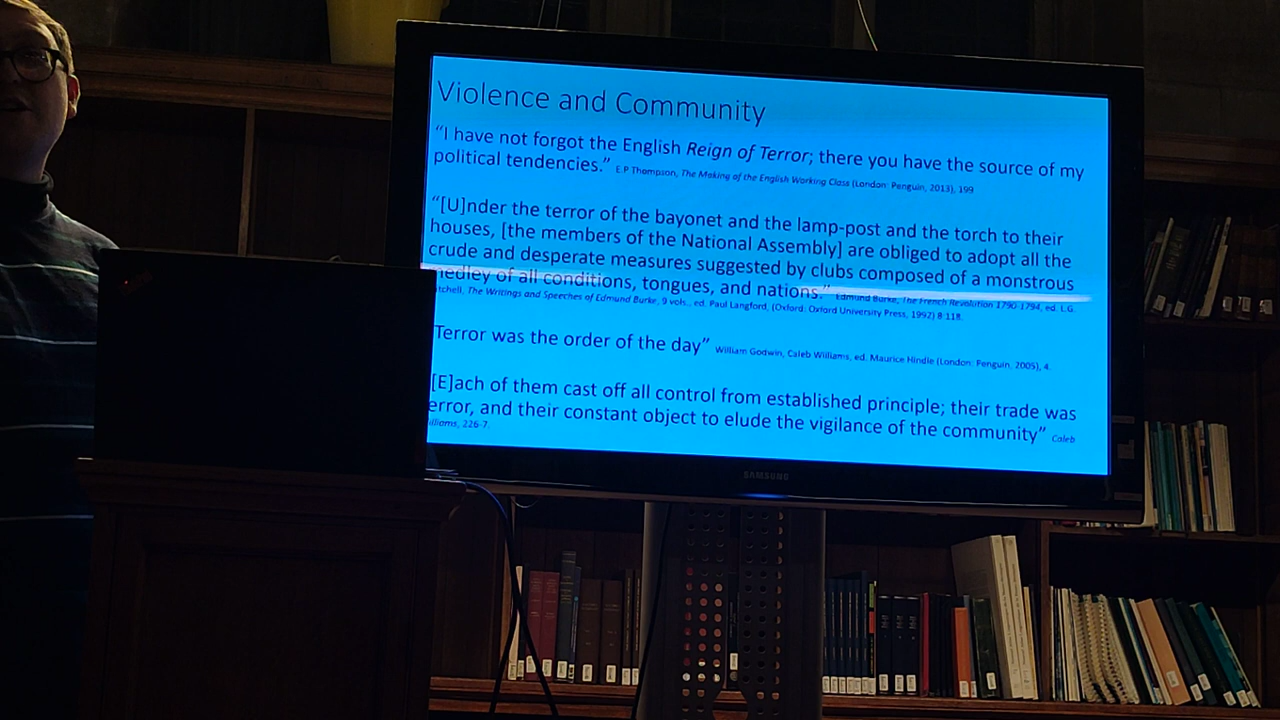 Violence and Community
“I have not forgot the English Reign of Terror; there you have the source of my
political tendencies.” E.P Thompson, The Making of the English Working Class (London: Penguin, 2013), 199
“[U]nder the terror of the bayonet and the lamp-post and the torch to their
houses, [the members of the National Assembly] are obliged to adopt all the
crude and desperate measures suggested by clubs composed of a monstrous
medley of all conditions, tongues, and nations.” Edmund Burke, The French Revolution 1790-1794, ed. L.G.
itchell, The Writings and Speeches of Edmund Burke, 9 vols., ed. Paul Langford, (Oxford: Oxford University Press, 1992) 8:118.
Terror was the order of the day” William Godwin, Caleb Williams, ed. Maurice Hindle (London: Penguin, 2005), 4.
[E]ach of them cast off all control from established principle; their trade was
error, and their constant object to elude the vigilance of the community” Caleb
illiams, 226-7.
SAMSUNG